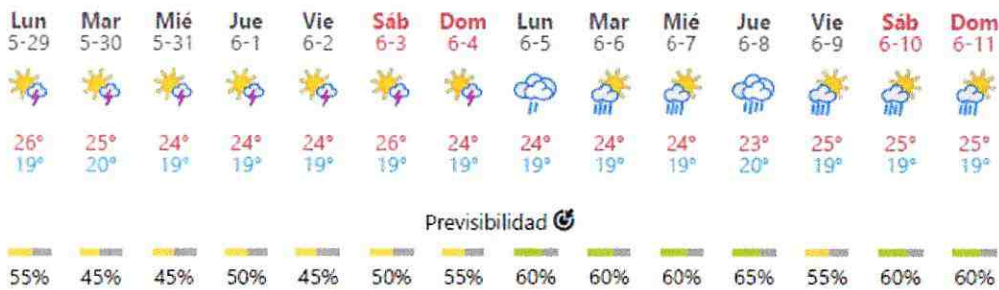 Lun Mar Mié Jue Vie Sáb Dom Lun Mar Mié Jue Vie Sáb Dom
5-29 5-30 5-31 6-1 6-2 6-3 6-4 6-5 6-6 6-7 6-8 6-9 6-10 6-11
26° 25° 24° 24° 24° 26° 24° 24° 24° 24° 23° 25° 25° 25°
19° 20° 19° 19° 19° 19° 19° 19° 19° 19° 20° 19° 19° 19°
Previsibilidad
55% 45% 45% 50% 45% 50% 55% 60% 60% 60% 65% 55% 60% 60%